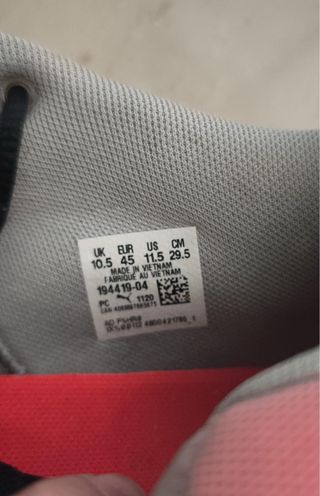 UK EUR US CM
10.5 45 11.5 29.5
MADE IN VIETNAM
FABRIQUE AU VIETNAM
194419-04
PC 1120